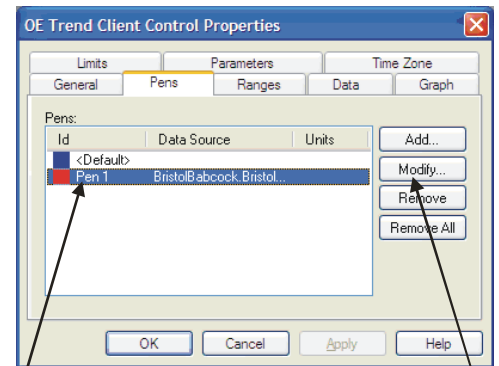 OE Trend Client Control Properties
Limits Parameters Time Zone
General Pens Ranges Data Graph
Pens:
Id Data Source Units
<Default>
Pen 1 BristolBabcock.Bristol...
Add...
Modify...
Remove
Remove All
OK Cancel Apply Help